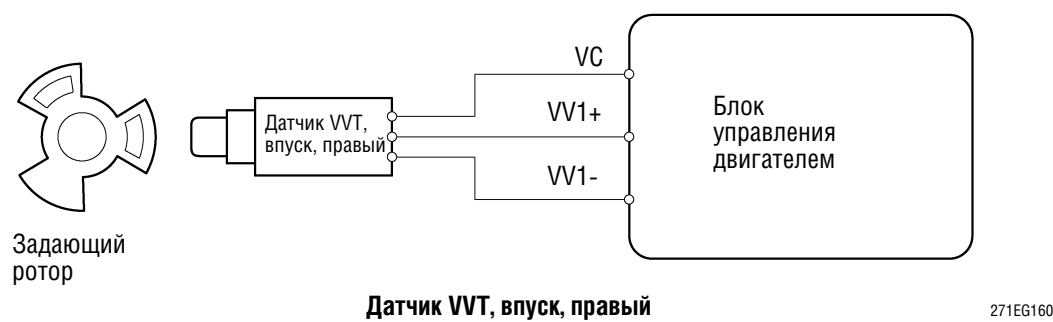 VC
VV1+
VV1-
Датчик VVT,
впуск, правый
Блок
управления
двигателем
Задающий
ротор
Датчик VVT, впуск, правый
271EG160